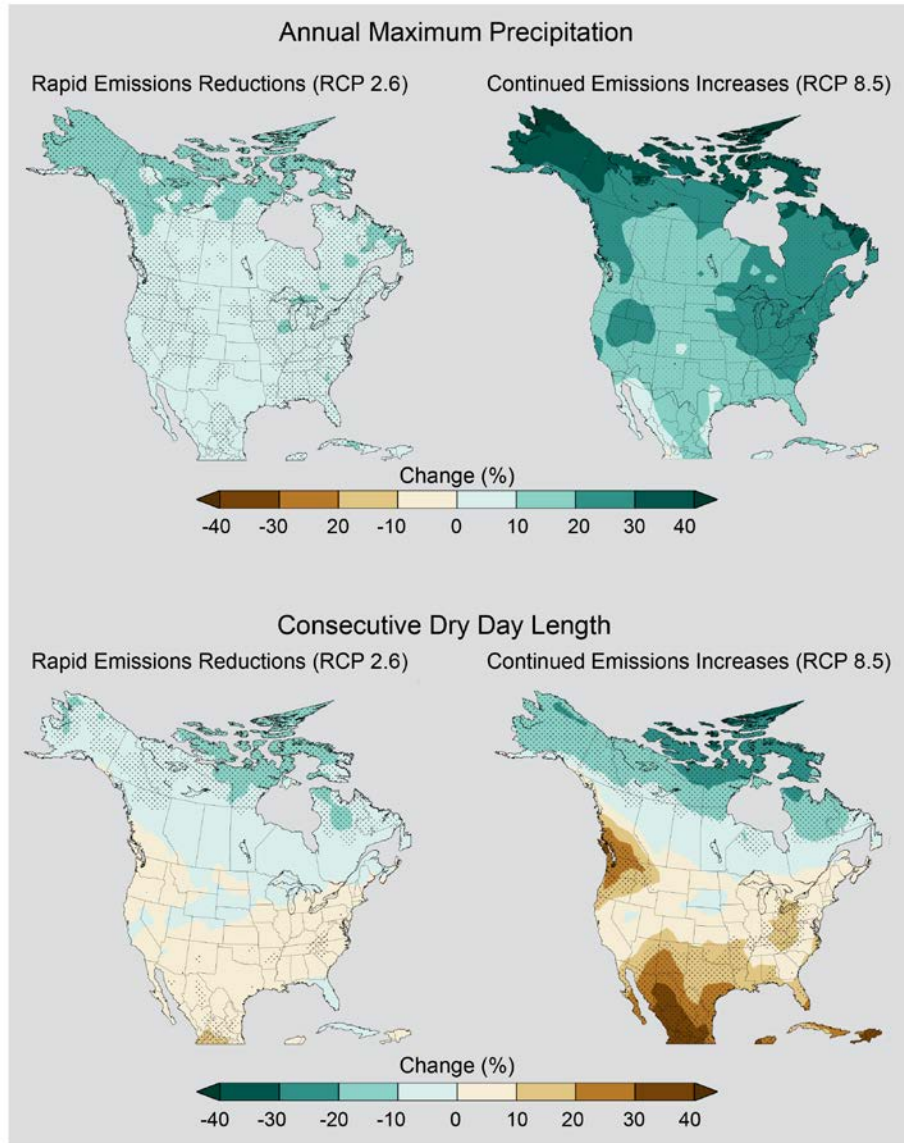 Annual Maximum Precipitation
Rapid Emissions Reductions (RCP 2.6) Continued Emissions Increases (RCP 8.5)
Change (%)
-40 -30 20 -10 0 10 20 30 40
Consecutive Dry Day Length
Rapid Emissions Reductions (RCP 2.6) Continued Emissions Increases (RCP 8.5)
Change (%)
-40 -30 -20 -10 0 10 20 30 40